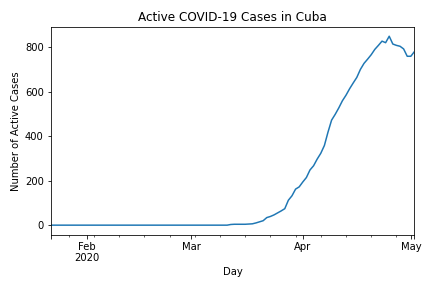 Active COVID-19 Cases in Cuba
Number of Active Cases
800
600
400
200
0
Feb
2020
Mar
Apr
May
Day